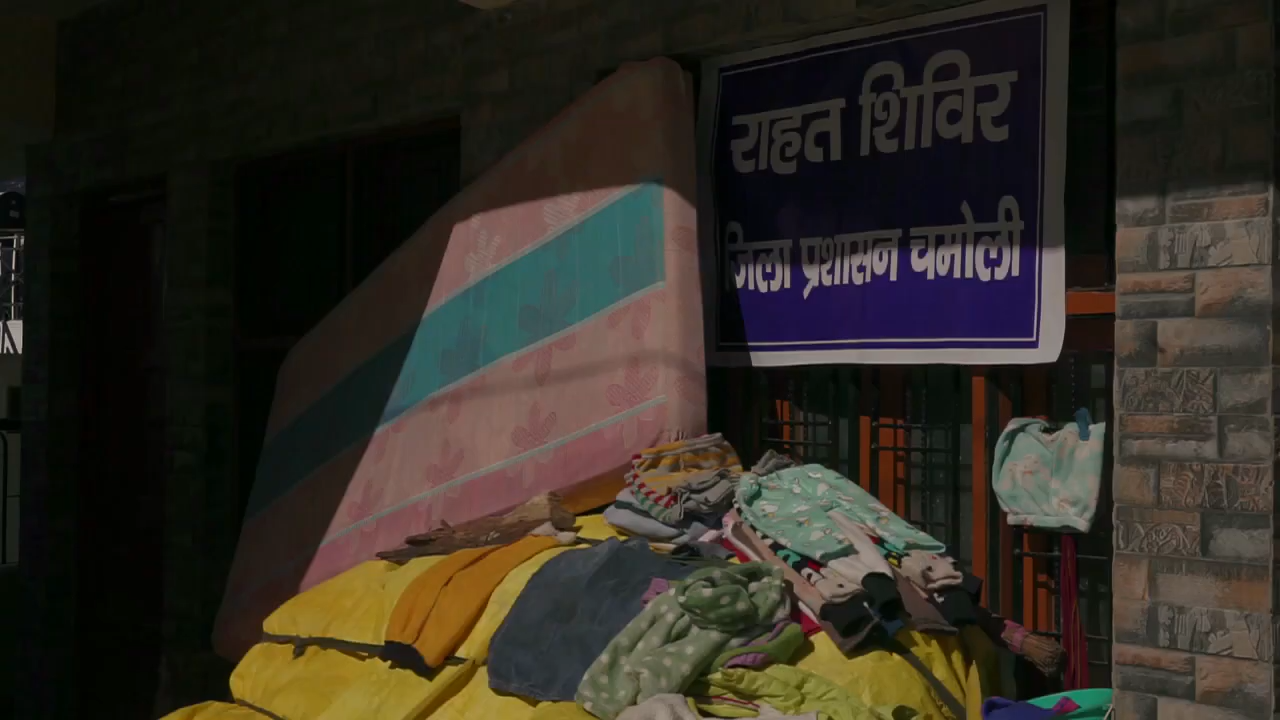 राहत शिविर
जिला प्रशासन चमोली